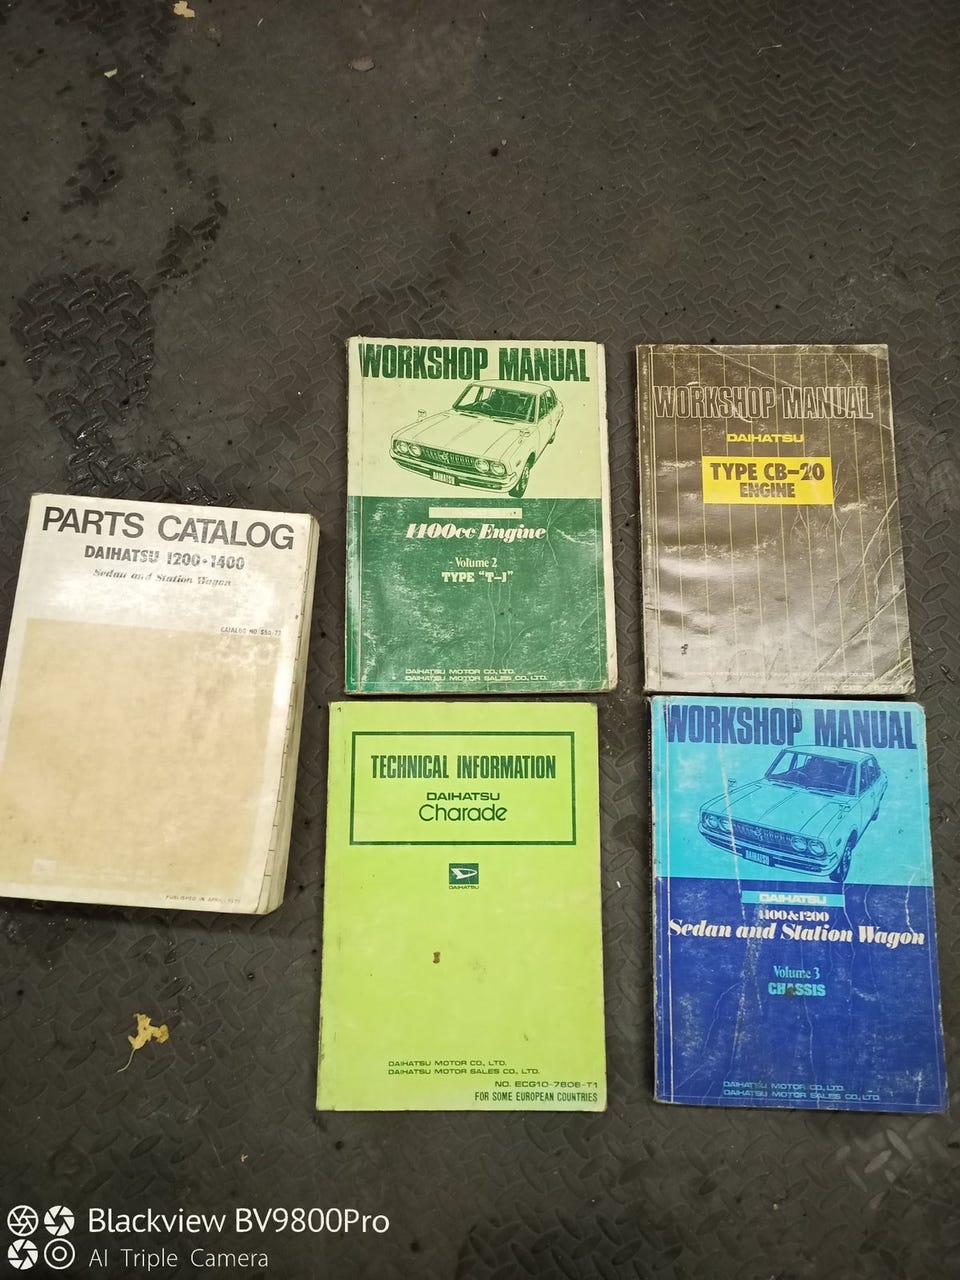 PARTS CATALOG
DAIHATSU 1200•1400
Sedan and Station Wagon
CATALOG NO.
PUBLISHED IN APRIL,
WORKSHOP MANUAL
DAIHATSU
1400cc Engine
Volume 2
TYPE "T-J"
DAIHATSU MOTOR CO., LTD.
DAIHATSU MOTOR SALES CO., LTD.
WORKSHOP MANUAL
DAIHATSU
TYPE CB-20
ENGINE
TECHNICAL INFORMATION
DAIHATSU
Charade
DAIHATSU
DAIHATSU MOTOR CO., LTD.
DAIHATSU MOTOR SALES CO., LTD.
NO. ECG10-7806-T1
FOR SOME EUROPEAN COUNTRIES
WORKSHOP MANUAL
DAIHATSU
DAIHATSU
1400&1200
Sedan and Station Wagon
Volume 3
CHASSIS
DAIHATSU MOTOR CO., LTD.
DAIHATSU MOTOR SALES CO., LTD.
Blackview BV9800Pro
AI Triple Camera